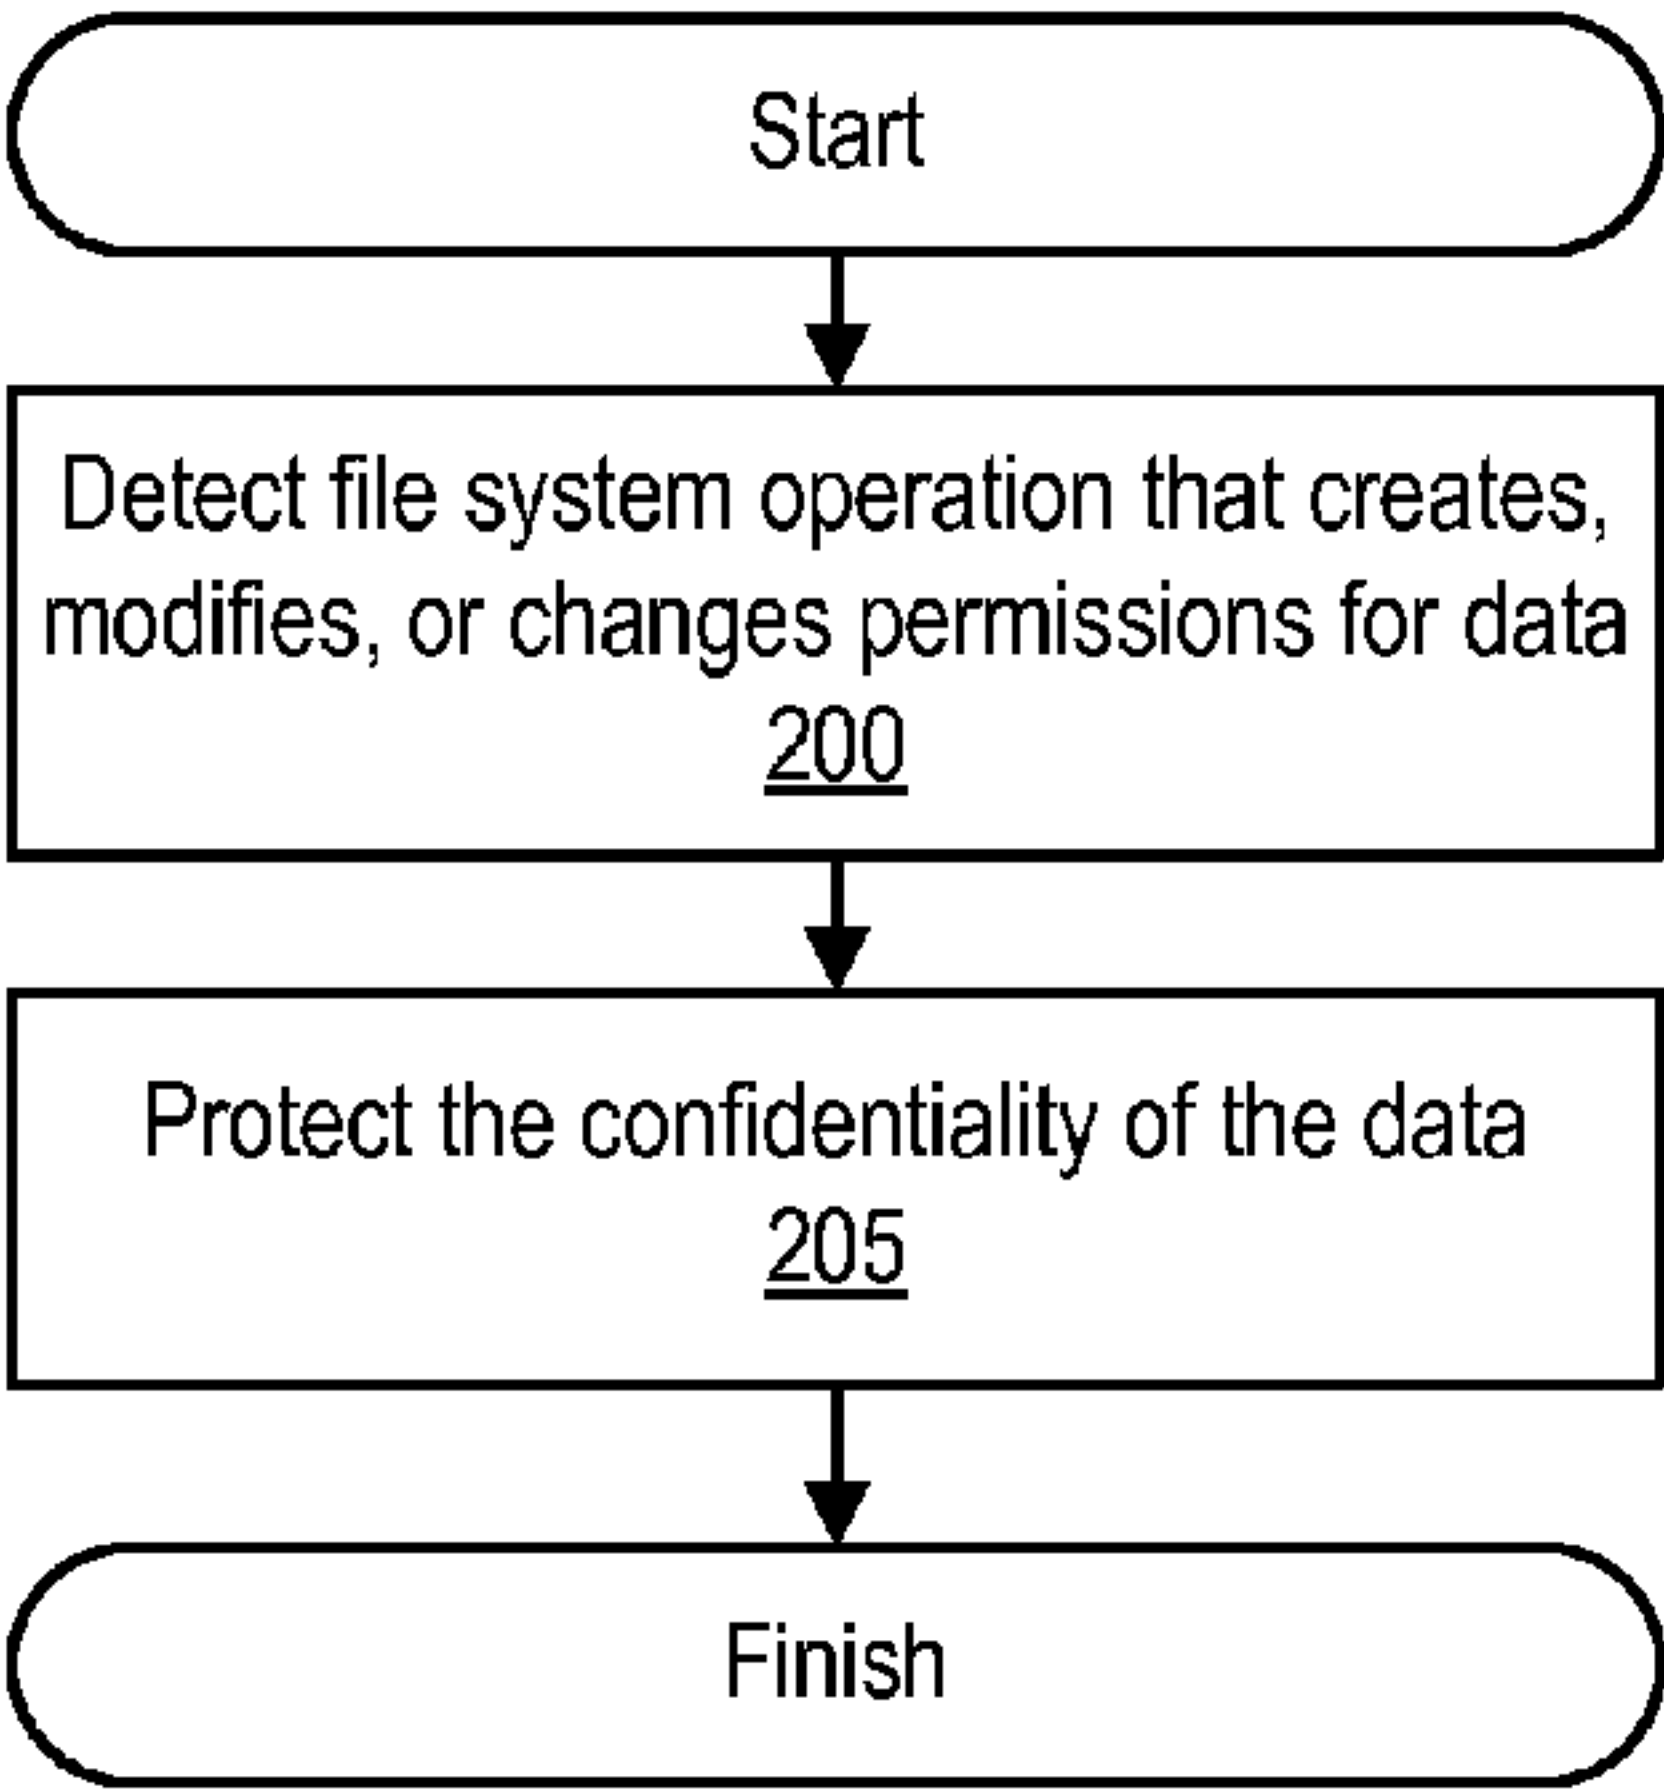 Start
Detect file system operation that creates,
modifies, or changes permissions for data
200
Protect the confidentiality of the data
205
Finish